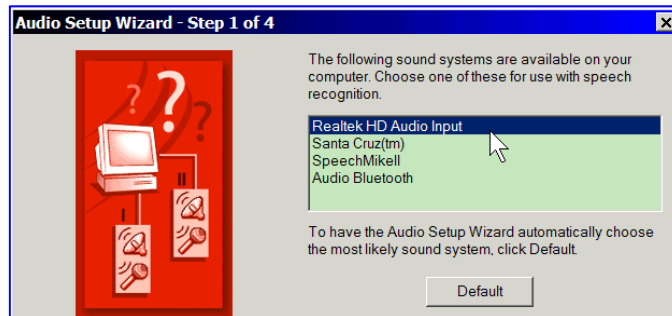 Audio Setup Wizard - Step 1 of 4
The following sound systems are available on your
computer. Choose one of these for use with speech
recognition.
Realtek HD Audio Input
Santa Cruz(tm)
SpeechMikell
Audio Bluetooth
To have the Audio Setup Wizard automatically choose
the most likely sound system, click Default.
Default
? ? ?
I
II